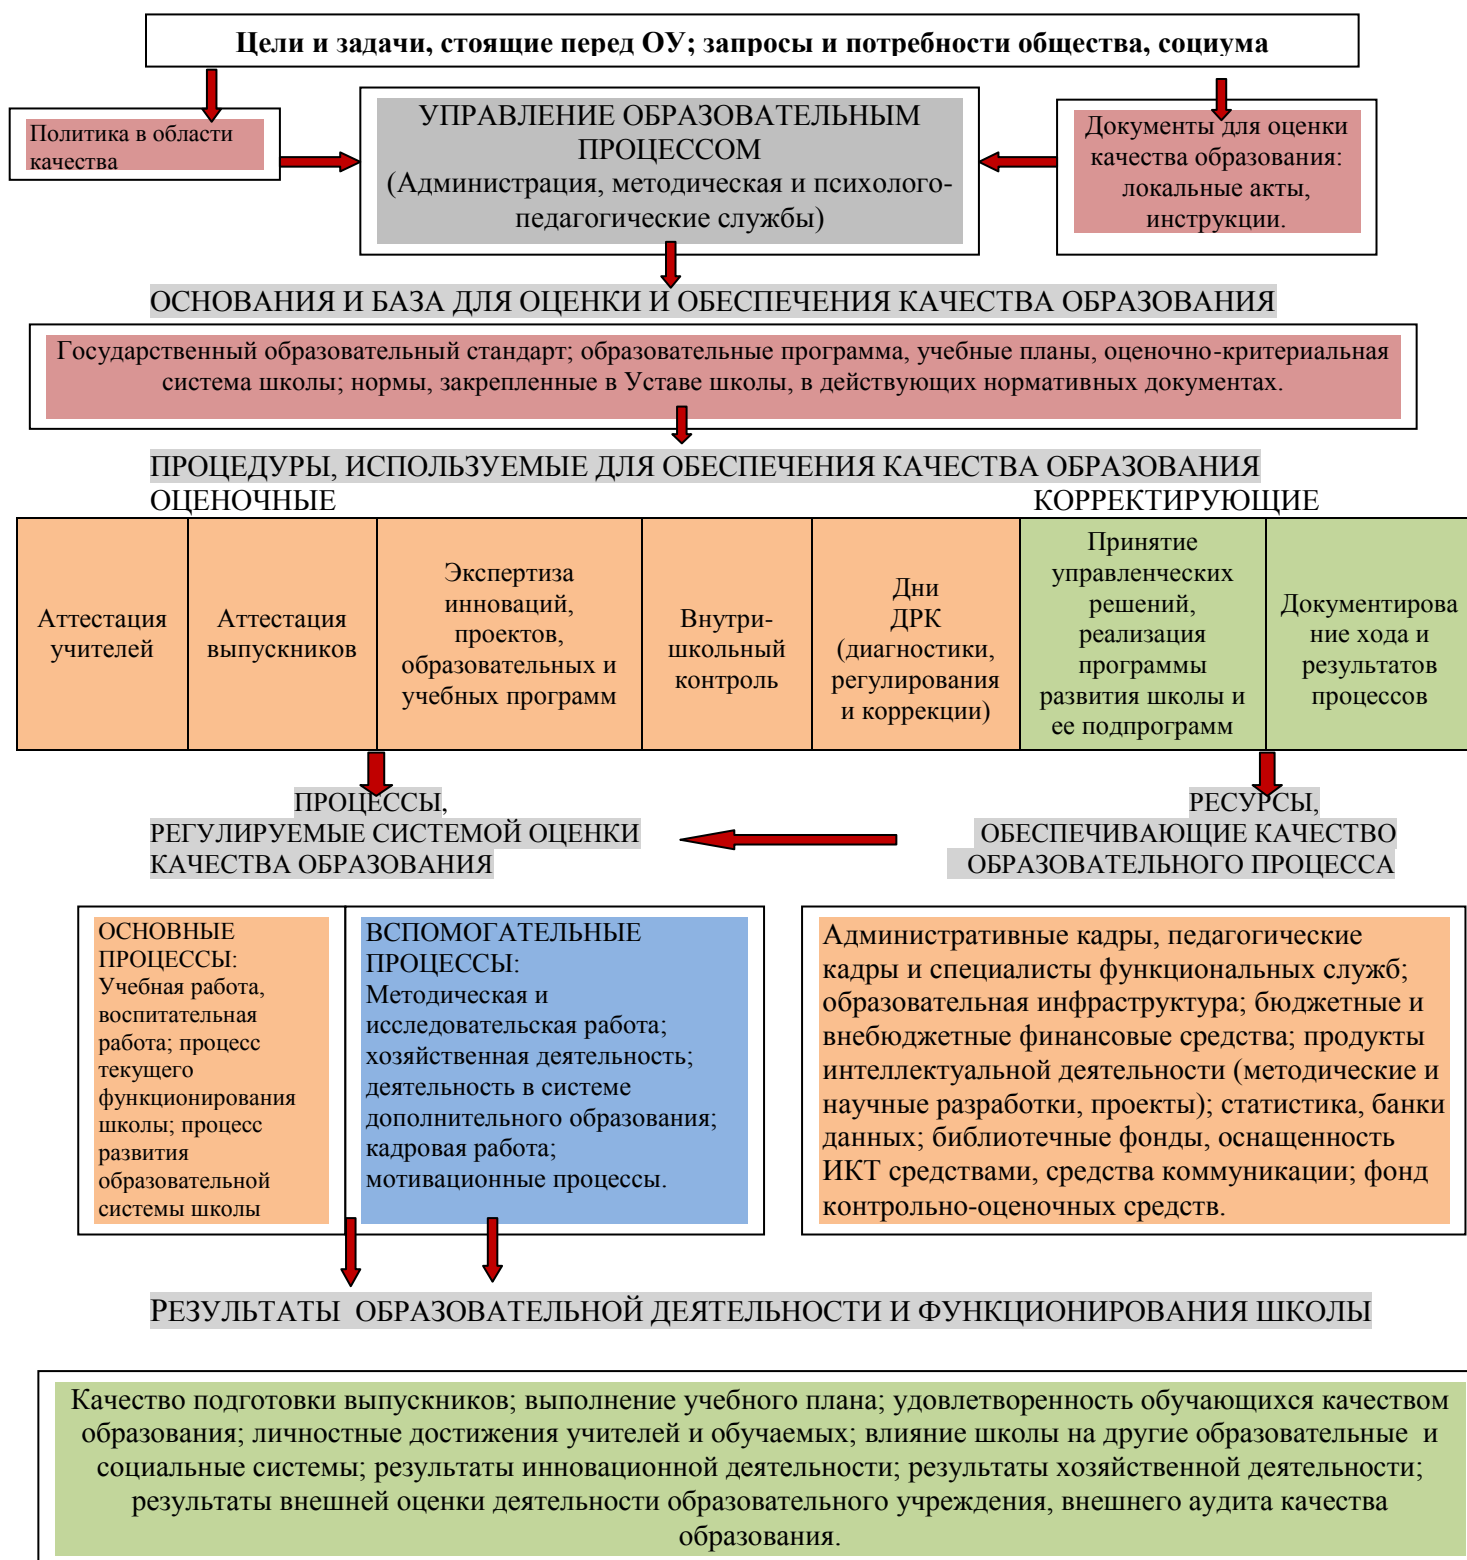 Цели и задачи, стоящие перед ОУ; запросы и потребности общества, социума
Политика в области
качества
УПРАВЛЕНИЕ ОБРАЗОВАТЕЛЬНЫМ
ПРОЦЕССОМ
(Администрация, методическая и психолого-
педагогические службы)
Документы для оценки
качества образования:
локальные акты,
инструкции.
ОСНОВАНИЯ И БАЗА ДЛЯ ОЦЕНКИ И ОБЕСПЕЧЕНИЯ КАЧЕСТВА ОБРАЗОВАНИЯ
Государственный образовательный стандарт; образовательные программа, учебные планы, оценочно-критериальная
система школы; нормы, закрепленные в Уставе школы, в действующих нормативных документах.
ПРОЦЕДУРЫ, ИСПОЛЬЗУЕМЫЕ ДЛЯ ОБЕСПЕЧЕНИЯ КАЧЕСТВА ОБРАЗОВАНИЯ
ОЦЕНОЧНЫЕ
КОРРЕКТИРУЮЩИЕ
Аттестация
учителей
Аттестация
выпускников
Экспертиза
инноваций,
проектов,
образовательных и
учебных программ
Внутри-
школьный
контроль
Дни
ДРК
(диагностики,
регулирования
и коррекции)
Принятие
управленческих
решений,
реализация
программы
развития школы и
ее подпрограмм
Документирова
ние хода и
результатов
процессов
ПРОЦЕССЫ,
РЕГУЛИРУЕМЫЕ СИСТЕМОЙ ОЦЕНКИ
КАЧЕСТВА ОБРАЗОВАНИЯ
РЕСУРСЫ,
ОБЕСПЕЧИВАЮЩИЕ КАЧЕСТВО
ОБРАЗОВАТЕЛЬНОГО ПРОЦЕССА
ОСНОВНЫЕ
ПРОЦЕССЫ:
Учебная работа,
воспитательная
работа; процесс
текущего
функционирования
школы; процесс
развития
образовательной
системы школы
ВСПОМОГАТЕЛЬНЫЕ
ПРОЦЕССЫ:
Методическая и
исследовательская работа;
хозяйственная деятельность;
деятельность в системе
дополнительного образования;
кадровая работа;
мотивационные процессы.
Административные кадры, педагогические
кадры и специалисты функциональных служб;
образовательная инфраструктура; бюджетные и
внебюджетные финансовые средства; продукты
интеллектуальной деятельности (методические и
научные разработки, проекты); статистика, банки
данных; библиотечные фонды, оснащенность
ИКТ средствами, средства коммуникации; фонд
контрольно-оценочных средств.
РЕЗУЛЬТАТЫ ОБРАЗОВАТЕЛЬНОЙ ДЕЯТЕЛЬНОСТИ И ФУНКЦИОНИРОВАНИЯ ШКОЛЫ
Качество подготовки выпускников; выполнение учебного плана; удовлетворенность обучающихся качеством
образования; личностные достижения учителей и обучаемых; влияние школы на другие образовательные и
социальные системы; результаты инновационной деятельности; результаты хозяйственной деятельности;
результаты внешней оценки деятельности образовательного учреждения, внешнего аудита качества
образования.